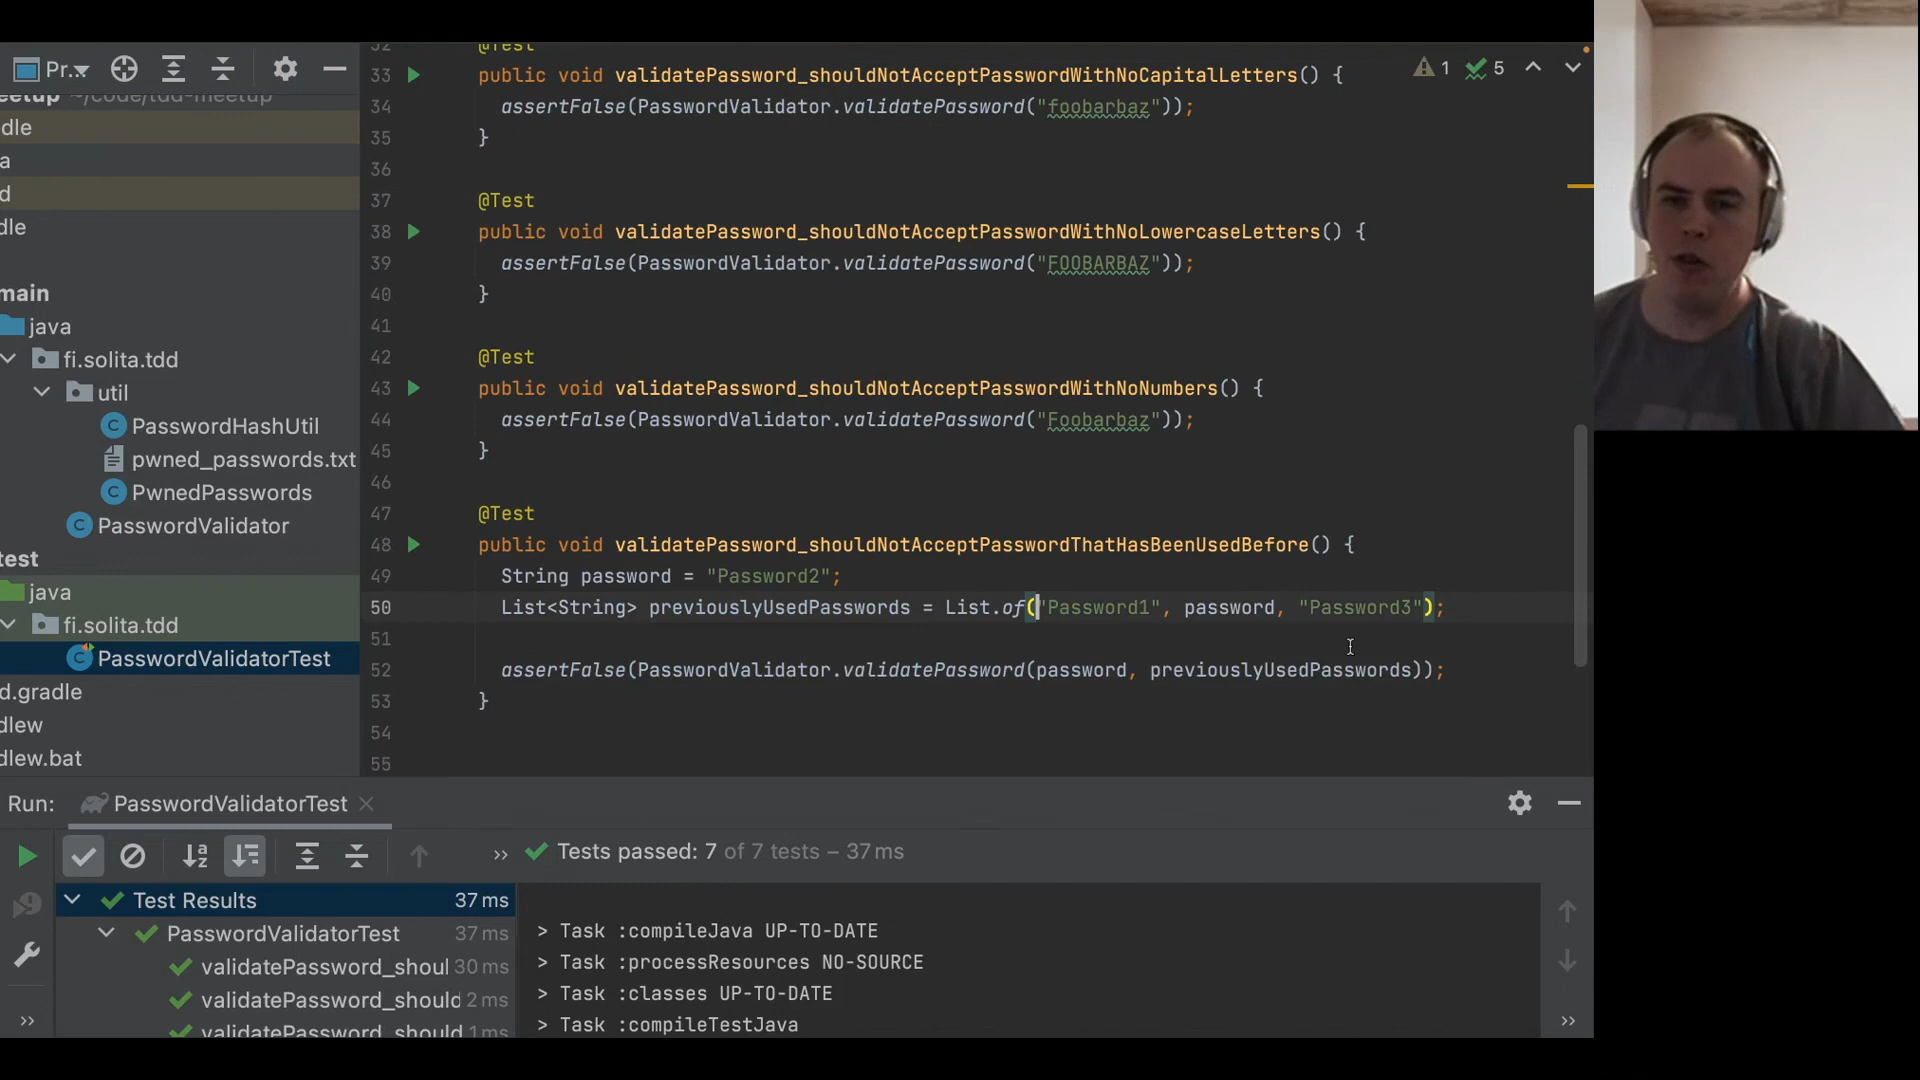 Pr...
eetup ~/code/tdd-meetup
dle
a
d
dle
main
java
fi.solita.tdd
util
PasswordHashUtil
pwned_passwords.txt
PwnedPasswords
PasswordValidator
test
java
fi.solita.tdd
PasswordValidatorTest
d.gradle
dlew
dlew.bat
1 5
32 @Test
33 public void validatePassword_shouldNotAcceptPasswordWithNoCapitalLetters() {
34 assertFalse(PasswordValidator.validatePassword("foobarbaz"));
35 }
36
37 @Test
38 public void validatePassword_shouldNotAcceptPasswordWithNoLowercaseLetters() {
39 assertFalse(PasswordValidator.validatePassword("FOOBARBAZ"));
40 }
41
42 @Test
43 public void validatePassword_shouldNotAcceptPasswordWithNoNumbers() {
44 assertFalse(PasswordValidator.validatePassword("Foobarbaz"));
45 }
46
47 @Test
48 public void validatePassword_shouldNotAcceptPasswordThatHasBeenUsedBefore() {
49 String password = "Password2";
50 List<String> previouslyUsedPasswords = List.of("Password1", password, "Password3");
51
52 assertFalse(PasswordValidator.validatePassword(password, previouslyUsedPasswords));
53 }
54
55
Run: PasswordValidatorTest
Tests passed: 7 of 7 tests – 37 ms
Test Results 37 ms
PasswordValidatorTest 37 ms
validatePassword_shoul 30 ms
validatePassword_should 2 ms
validatePassword_should 1 ms
> Task :compileJava UP-TO-DATE
> Task :processResources NO-SOURCE
> Task :classes UP-TO-DATE
> Task :compileTestJava